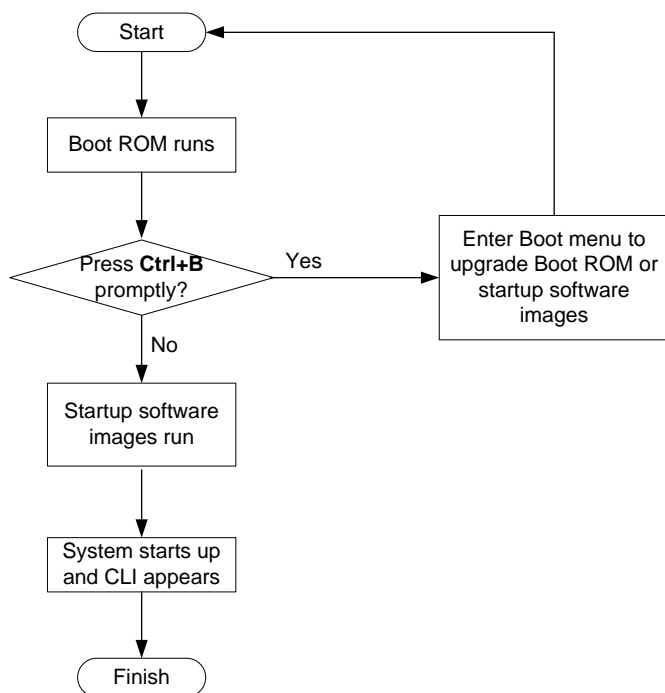 Start
Boot ROM runs
Press Ctrl+B
promptly?
Yes
Enter Boot menu to
upgrade Boot ROM or
startup software
images
No
Startup software
images run
System starts up
and CLI appears
Finish